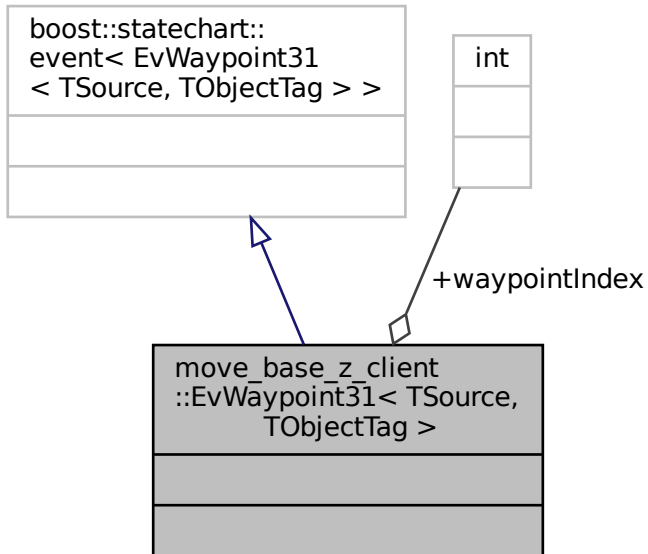 boost::statechart::
event< EvWaypoint31
< TSource, TObjectTag > >
int
+waypointIndex
move_base_z_client
::EvWaypoint31< TSource,
TObjectTag >